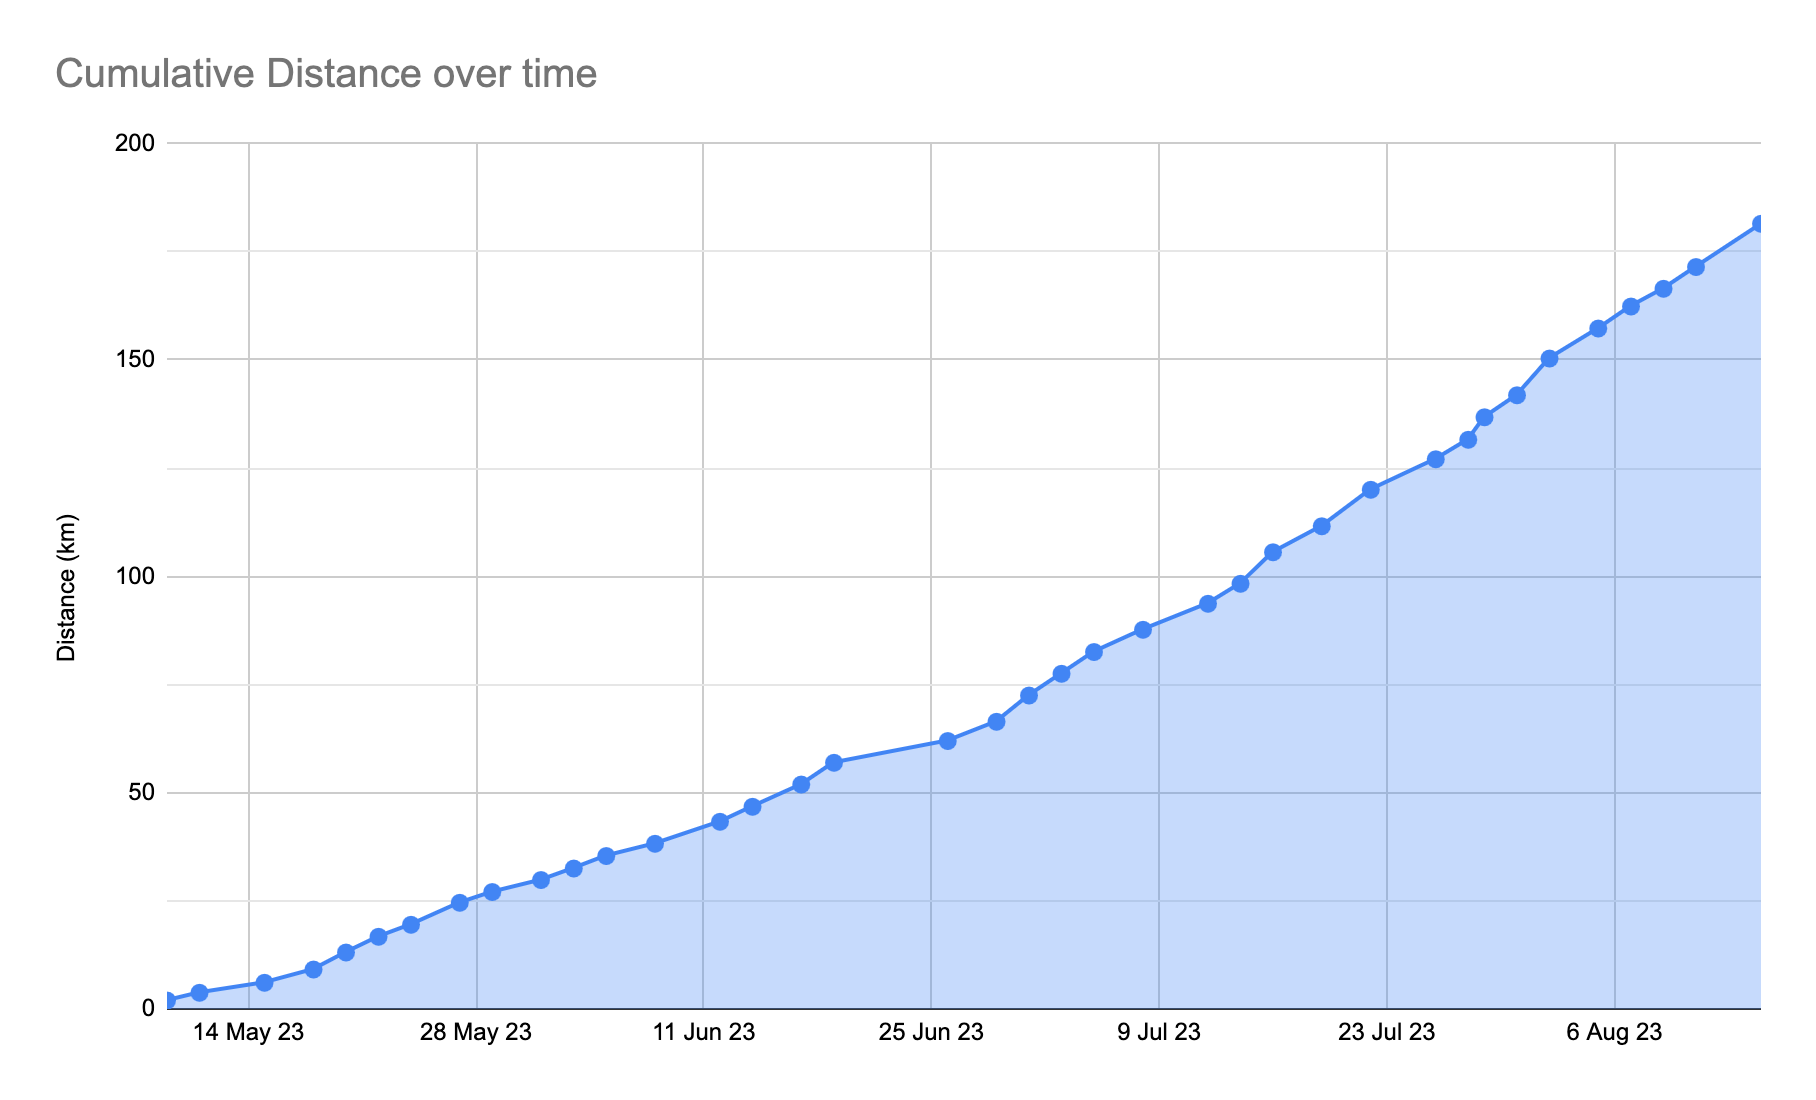 Cumulative Distance over time
Distance (km)
200
150
100
50
0
14 May 23
28 May 23
11 Jun 23
25 Jun 23
9 Jul 23
23 Jul 23
6 Aug 23